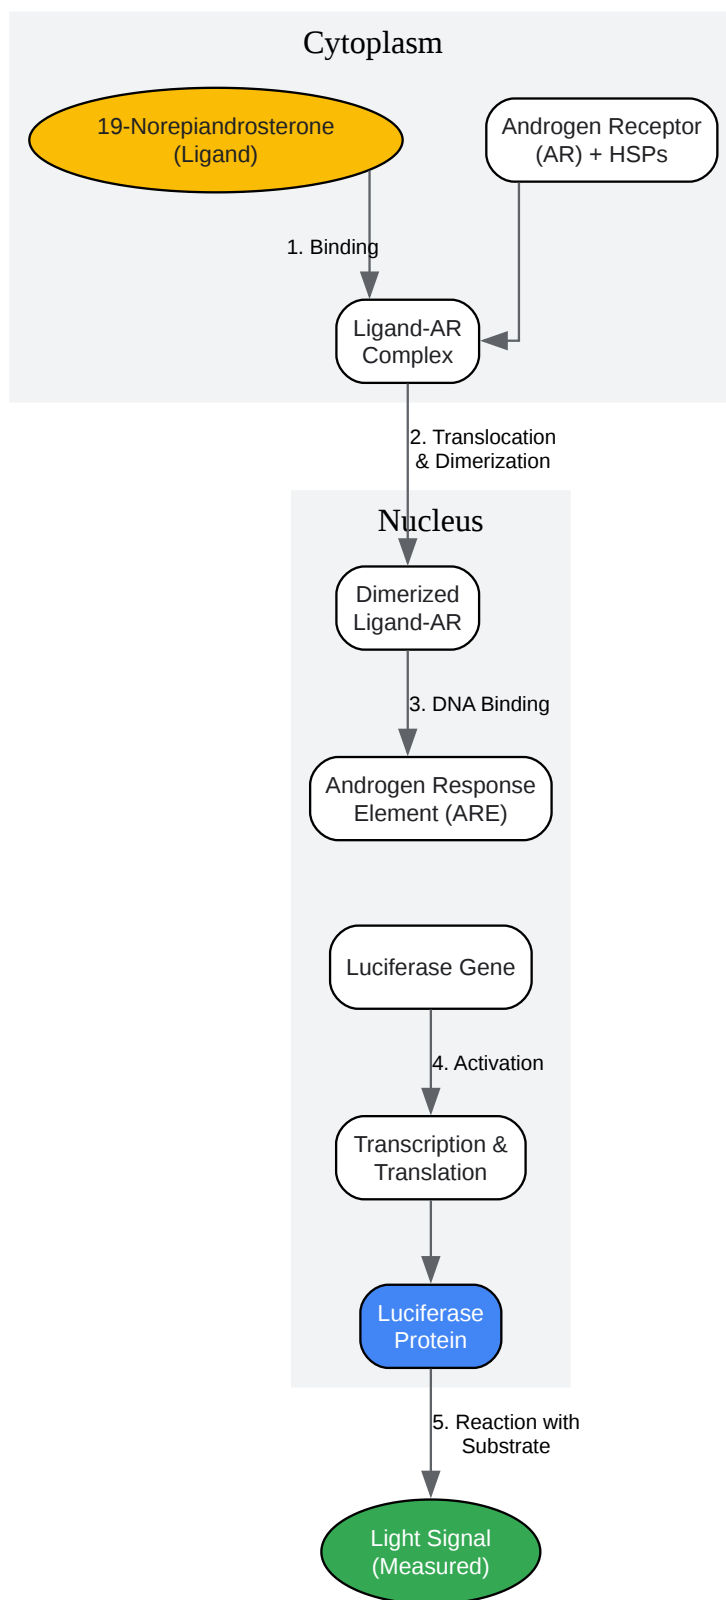 Cytoplasm
19-Norepiandrosterone
(Ligand)
Androgen Receptor
(AR) + HSPs
1. Binding
Ligand-AR
Complex
2. Translocation
& Dimerization
Nucleus
Dimerized
Ligand-AR
3. DNA Binding
Androgen Response
Element (ARE)
Luciferase Gene
4. Activation
Transcription &
Translation
Luciferase
Protein
5. Reaction with
Substrate
Light Signal
(Measured)